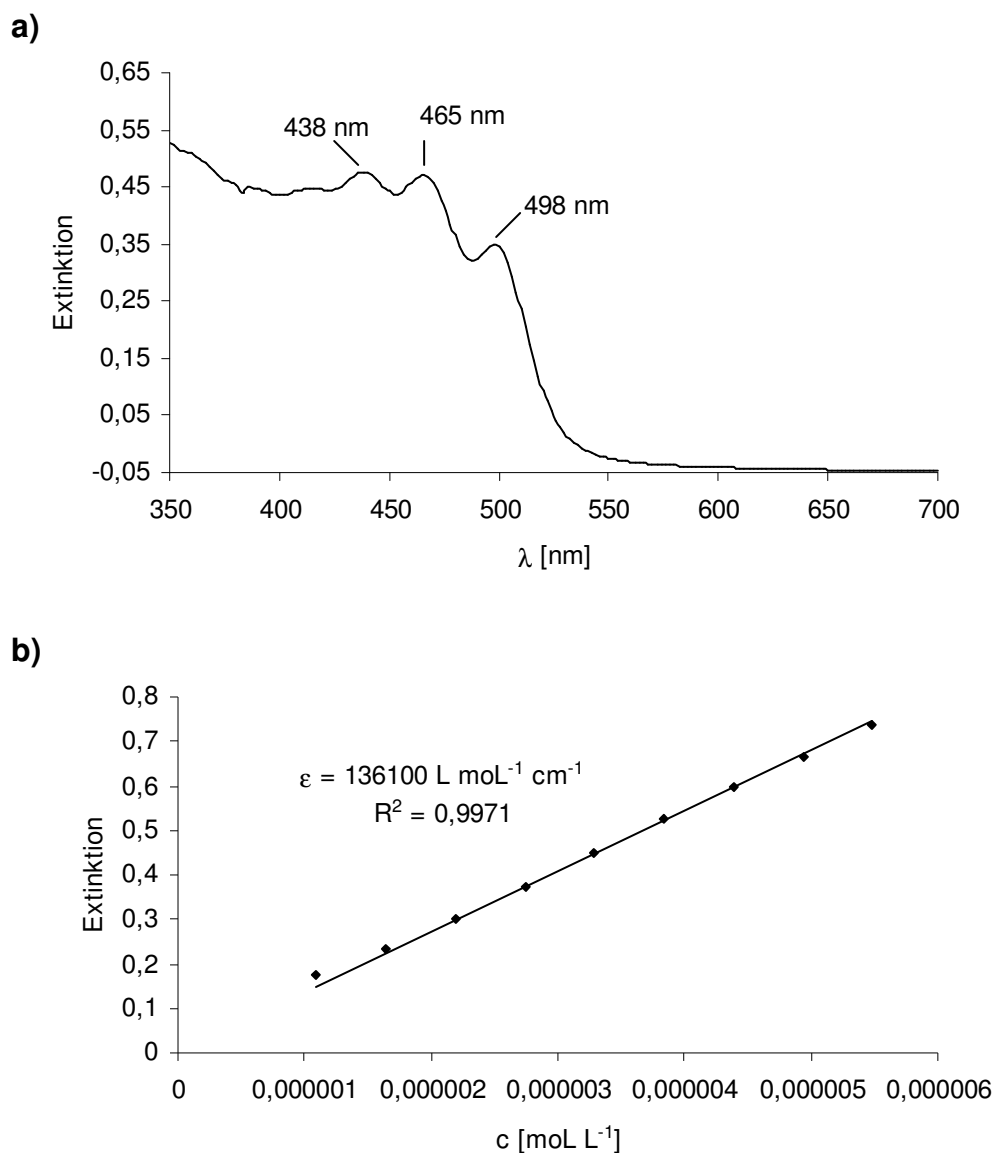 a)
0,65
0,55
0,45
0,35
0,25
0,15
0,05
-0,05
Extinktion
438 nm
465 nm
498 nm
350 400 450 500 550 600 650 700
λ [nm]
b)
0,8
0,7
0,6
0,5
0,4
0,3
0,2
0,1
0
Extinktion
ε = 136100 L moL⁻¹ cm⁻¹
R² = 0,9971
0 0,000001 0,000002 0,000003 0,000004 0,000005 0,000006
c [moL L⁻¹]